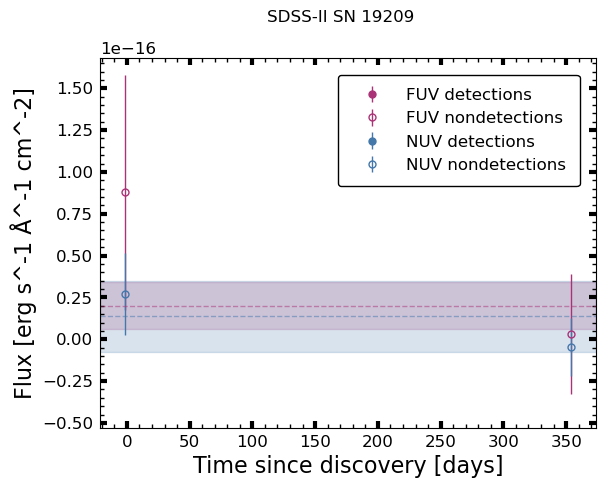 SDSS-II SN 19209
1e−16
Flux [erg s^-1 Å^-1 cm^-2]
1.50
1.25
1.00
0.75
0.50
0.25
0.00
−0.25
−0.50
FUV detections
FUV nondetections
NUV detections
NUV nondetections
0 50 100 150 200 250 300 350
Time since discovery [days]